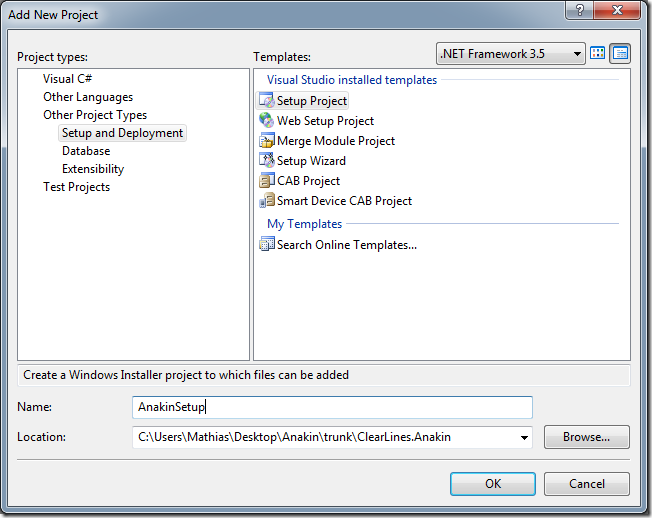 Add New Project
Project types:
Templates:
.NET Framework 3.5
Visual C#
Other Languages
Other Project Types
Setup and Deployment
Database
Extensibility
Test Projects
Visual Studio installed templates
Setup Project
Web Setup Project
Merge Module Project
Setup Wizard
CAB Project
Smart Device CAB Project
My Templates
Search Online Templates...
Create a Windows Installer project to which files can be added
Name:
AnakinSetup
Location:
C:\Users\Mathias\Desktop\Anakin\trunk\ClearLines.Anakin
Browse...
OK
Cancel